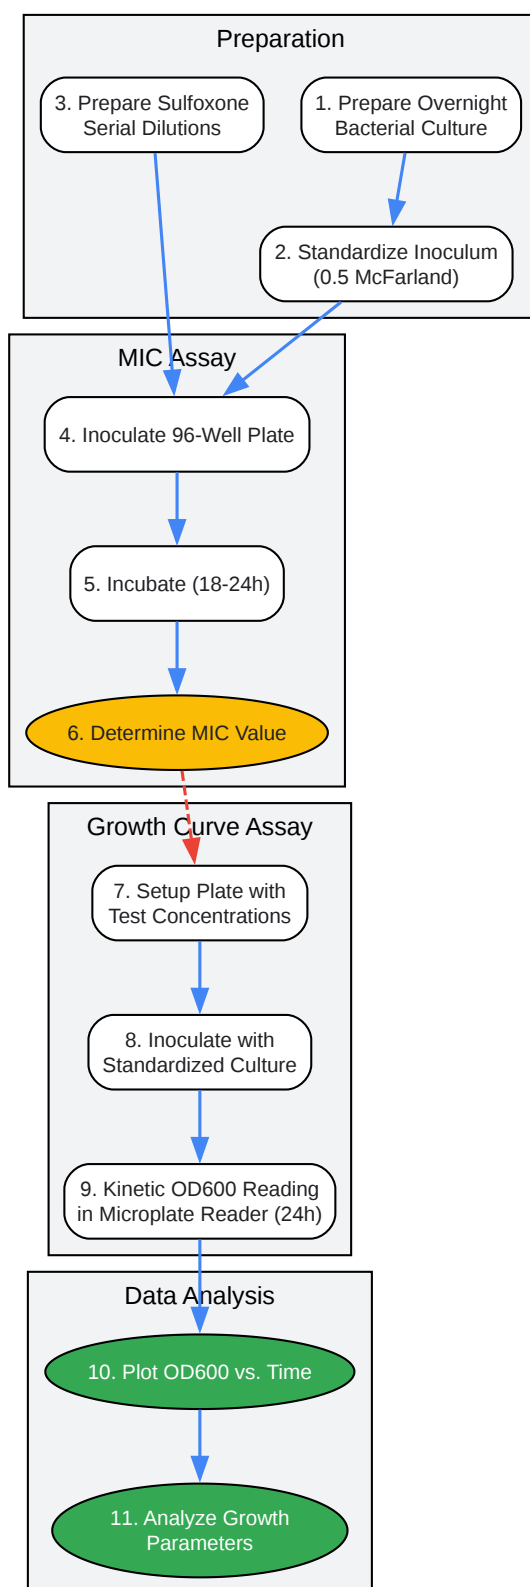 Preparation
3. Prepare Sulfoxone
Serial Dilutions
1. Prepare Overnight
Bacterial Culture
2. Standardize Inoculum
(0.5 McFarland)
MIC Assay
4. Inoculate 96-Well Plate
5. Incubate (18-24h)
6. Determine MIC Value
Growth Curve Assay
7. Setup Plate with
Test Concentrations
8. Inoculate with
Standardized Culture
9. Kinetic OD600 Reading
in Microplate Reader (24h)
Data Analysis
10. Plot OD600 vs. Time
11. Analyze Growth
Parameters